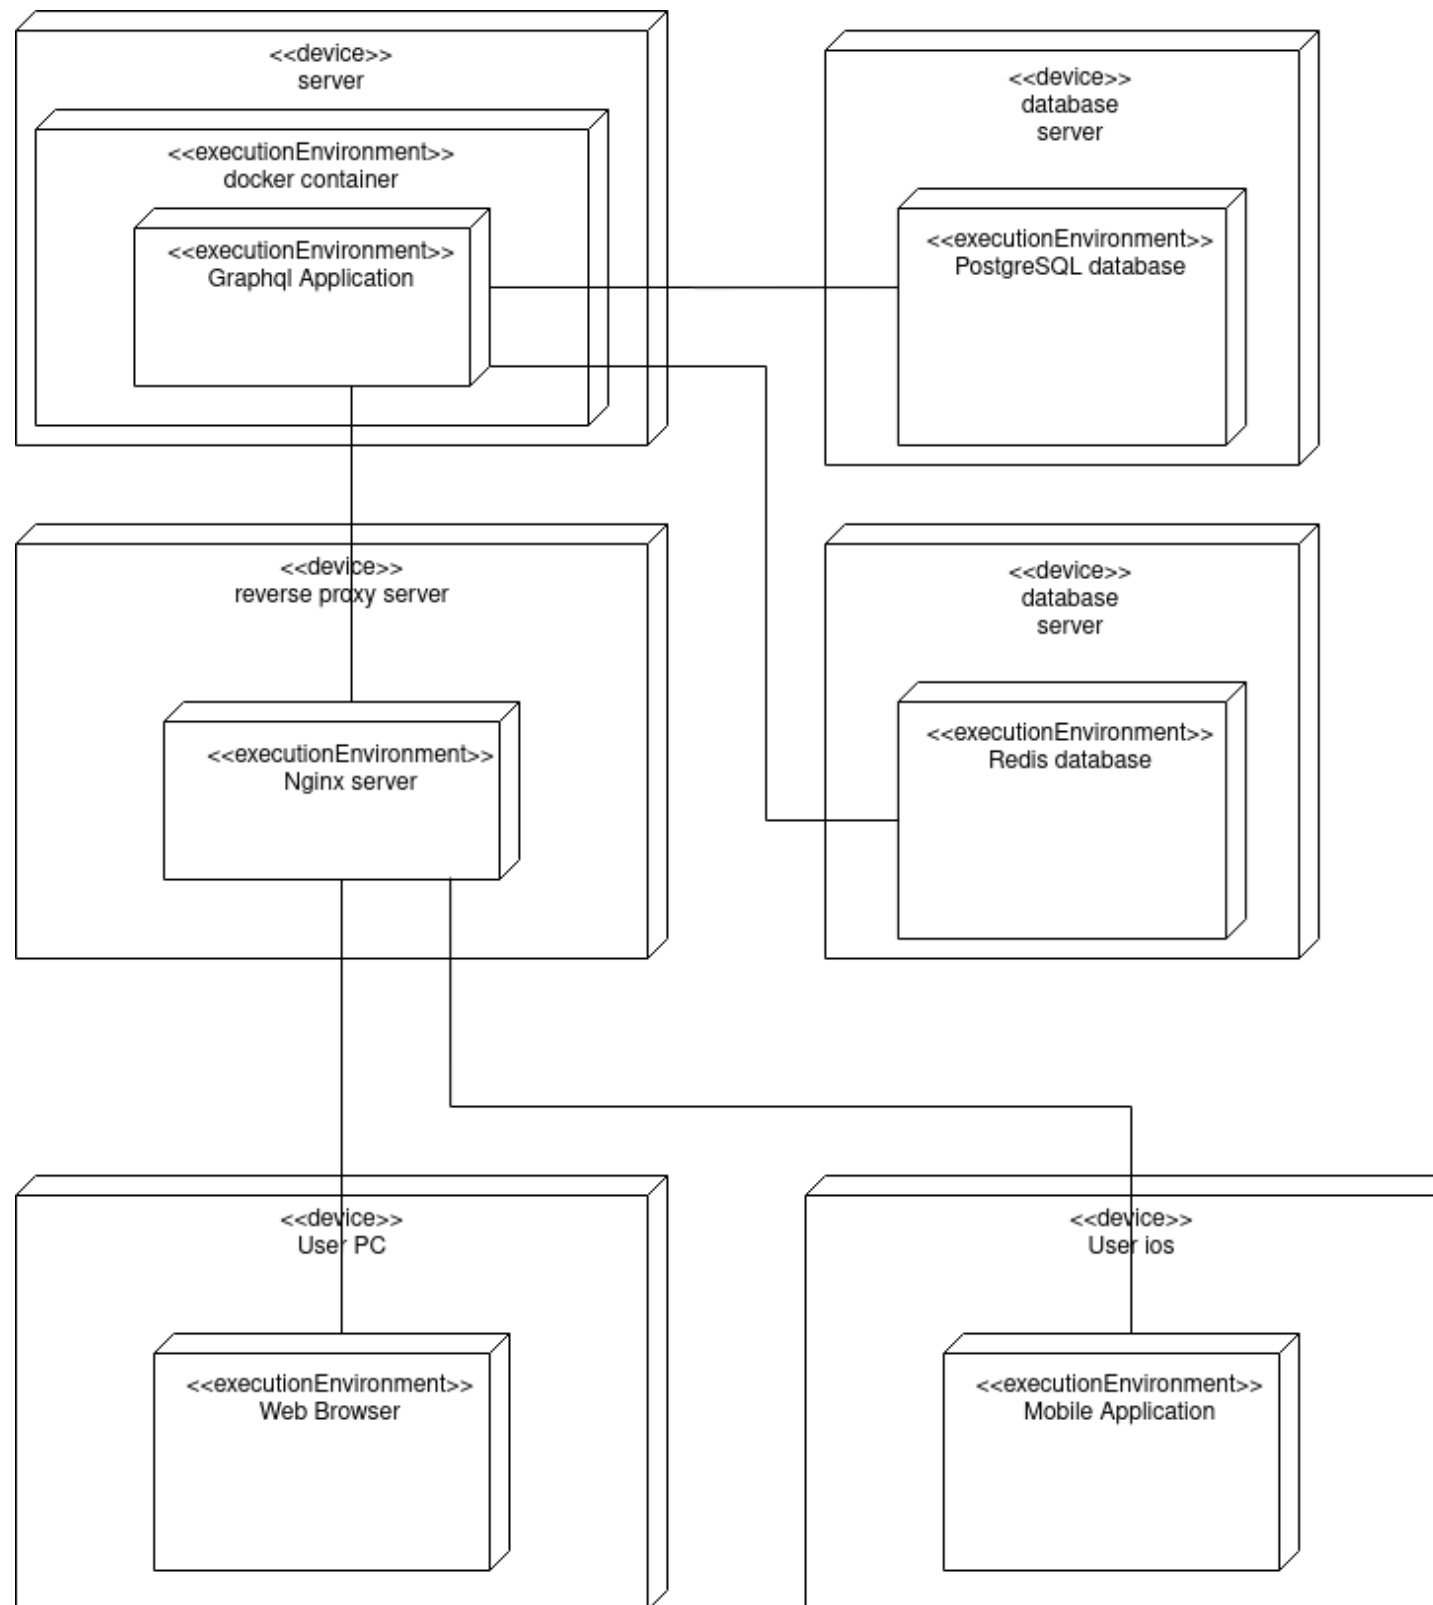 <<device>>
server
<<executionEnvironment>>
docker container
<<executionEnvironment>>
Graphql Application
<<device>>
database
server
<<executionEnvironment>>
PostgreSQL database
<<device>>
reverse proxy server
<<executionEnvironment>>
Nginx server
<<device>>
database
server
<<executionEnvironment>>
Redis database
<<device>>
User PC
<<executionEnvironment>>
Web Browser
<<device>>
User ios
<<executionEnvironment>>
Mobile Application